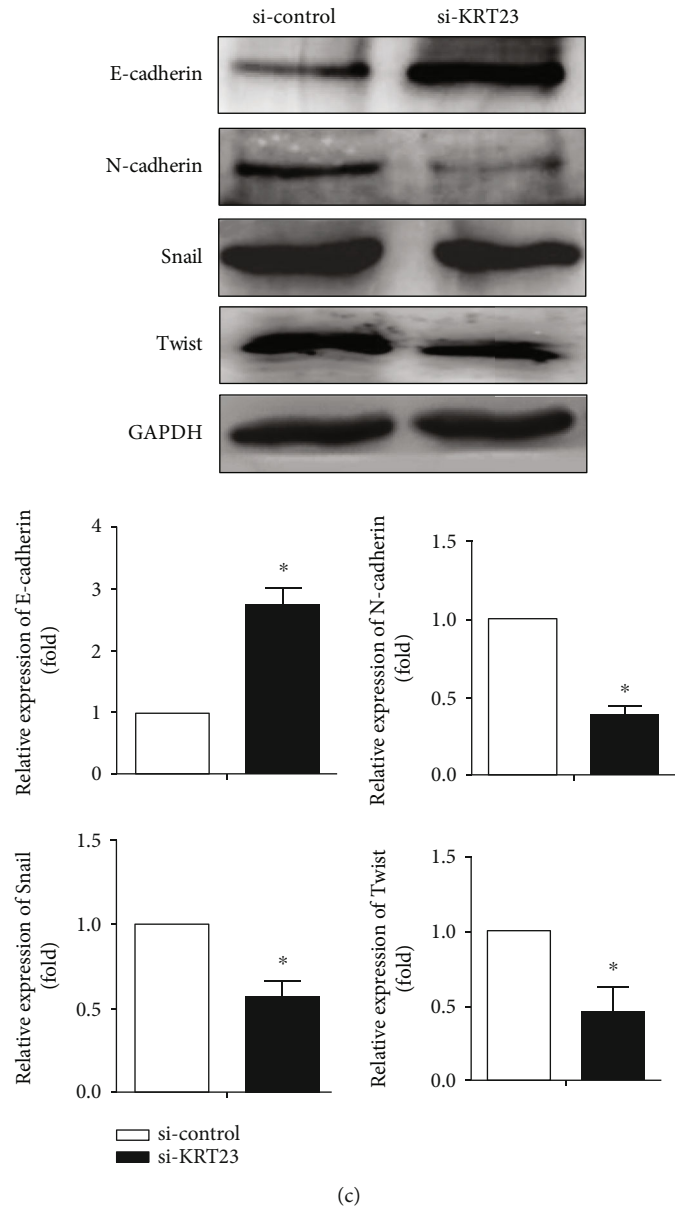 si-control si-KRT23
E-cadherin
N-cadherin
Snail
Twist
GAPDH
Relative expression of E-cadherin
(fold)
4
3
2
1
0
*
Relative expression of N-cadherin
(fold)
1.5
1.0
0.5
0.0
*
Relative expression of Snail
(fold)
1.5
1.0
0.5
0.0
*
Relative expression of Twist
(fold)
1.5
1.0
0.5
0.0
*
si-control
si-KRT23
(c)